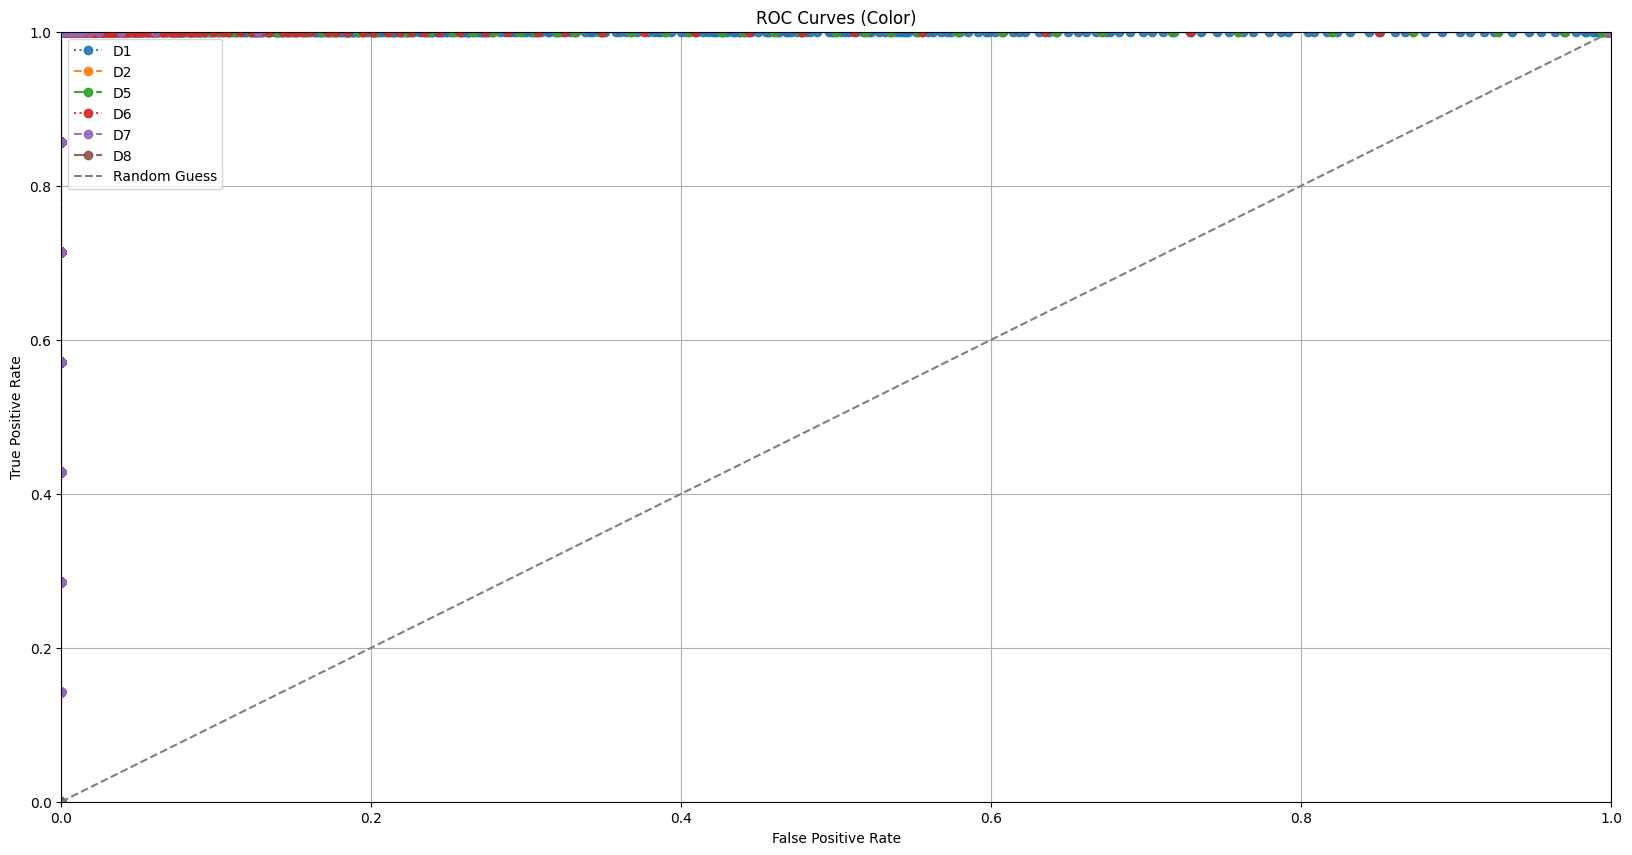 ROC Curves (Color)
True Positive Rate
1.0
0.8
0.6
0.4
0.2
0.0
D1
D2
D5
D6
D7
D8
Random Guess
0.0 0.2 0.4 0.6 0.8 1.0
False Positive Rate